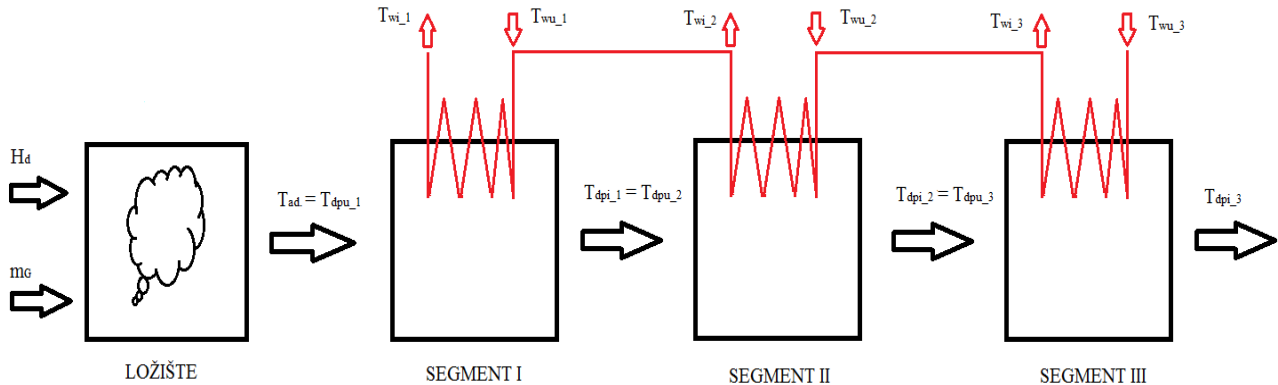 Twi_1
Twu_1
Twi_2
Twu_2
Twi_3
Twu_3
Hd
mG
Tad. = Tdpu_1
Tdpi_1 = Tdpu_2
Tdpi_2 = Tdpu_3
Tdpi_3
LOŽIŠTE
SEGMENT I
SEGMENT II
SEGMENT III